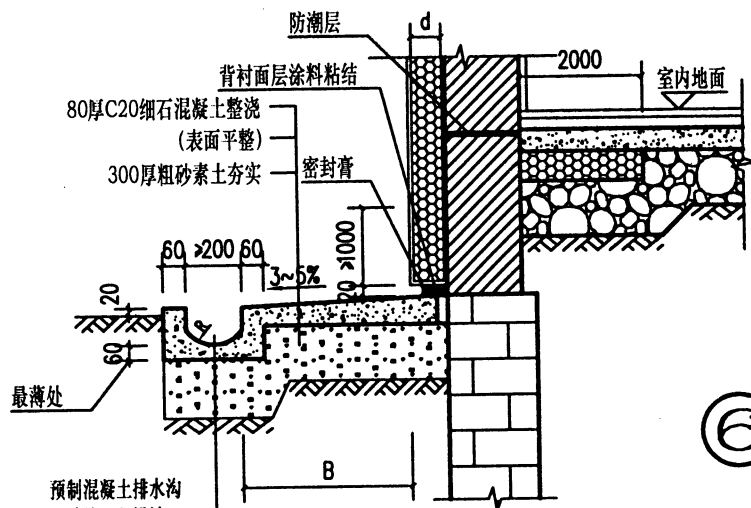 防潮层
d
2000
背衬面层涂料粘结
室内地面
80厚C20细石混凝土整浇
(表面平整)
300厚粗砂素土夯实
密封膏
60 ≥200 60
≥1000
3~5%
20
20
R
60
最薄处
6
B
预制混凝土排水沟